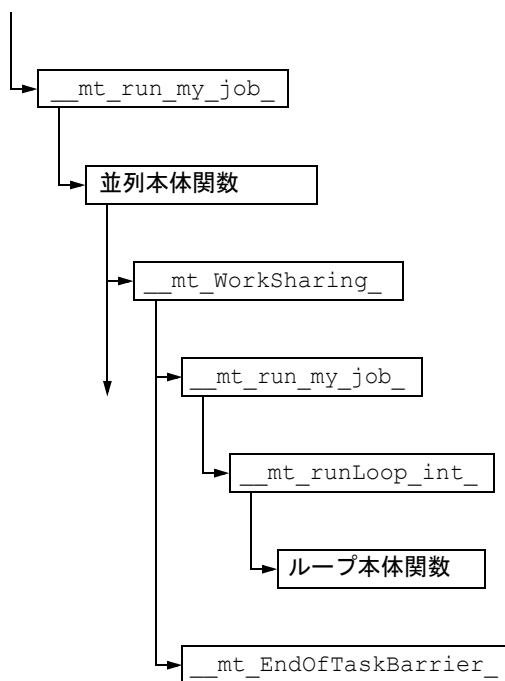 __mt_run_my_job_
並列本体関数
__mt_WorkSharing_
__mt_run_my_job_
__mt_runLoop_int_
ループ本体関数
__mt_EndOfTaskBarrier_